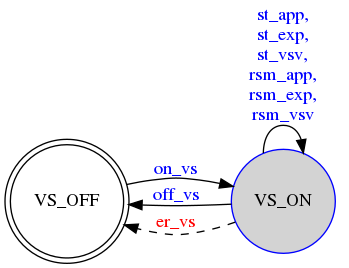 st_app,
st_exp,
st_vsv,
rsm_app,
rsm_exp,
rsm_vsv
on_vs
VS_OFF
off_vs
VS_ON
er_vs